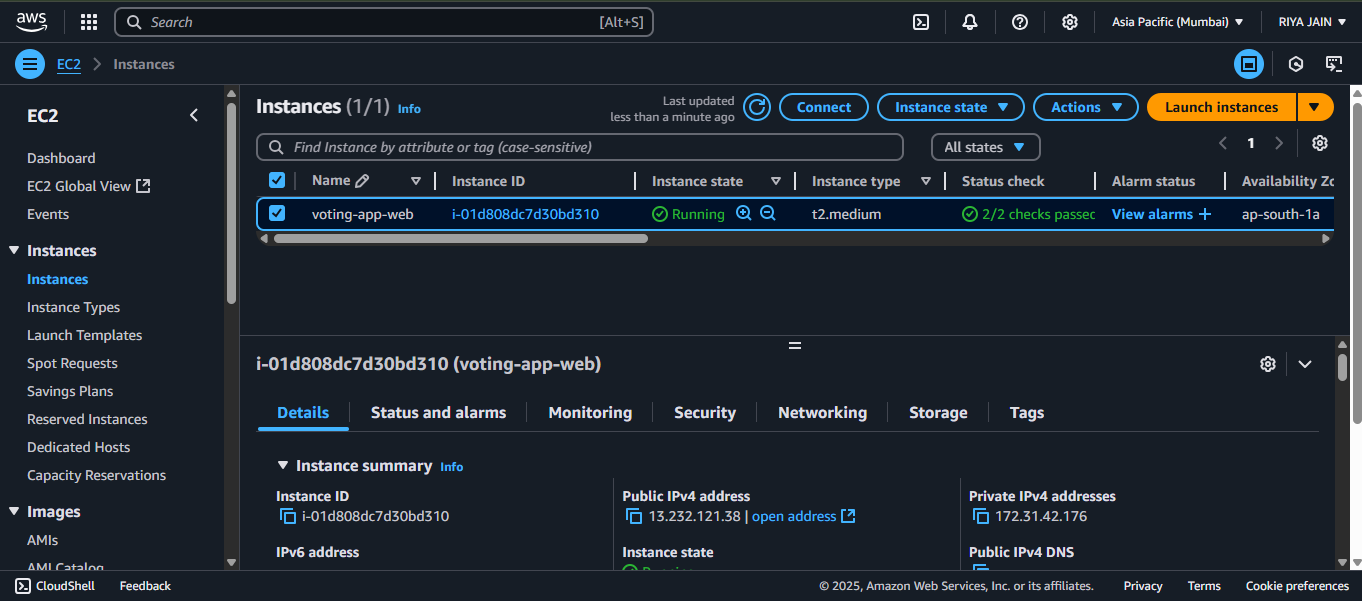 aws
Search [Alt+S]
Asia Pacific (Mumbai) RIYA JAIN
EC2 Instances
EC2
Dashboard
EC2 Global View
Events
Instances
Instances
Instance Types
Launch Templates
Spot Requests
Savings Plans
Reserved Instances
Dedicated Hosts
Capacity Reservations
Images
AMIs
AMI Catalog
Instances (1/1) Info
Last updated
less than a minute ago
Connect Instance state Actions Launch instances
Find Instance by attribute or tag (case-sensitive)
All states
1
Name Instance ID Instance state Instance type Status check Alarm status Availability Zo
voting-app-web i-01d808dc7d30bd310 Running t2.medium 2/2 checks passec View alarms + ap-south-1a
i-01d808dc7d30bd310 (voting-app-web)
Details Status and alarms Monitoring Security Networking Storage Tags
Instance summary Info
Instance ID
i-01d808dc7d30bd310
Public IPv4 address
13.232.121.38 | open address
Private IPv4 addresses
172.31.42.176
IPv6 address
Instance state
Running
Public IPv4 DNS
CloudShell Feedback
© 2025, Amazon Web Services, Inc. or its affiliates. Privacy Terms Cookie preferences